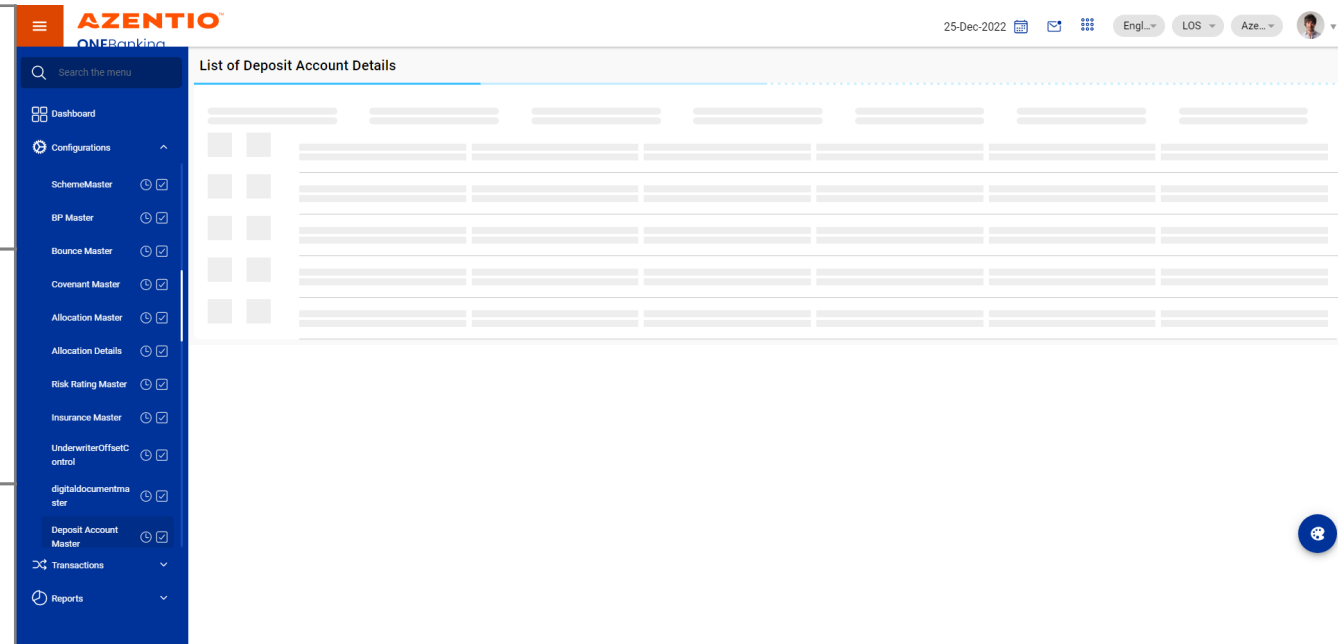 AZENTIO™
ONEBanking
25-Dec-2022
Engl...
LOS
Aze...
Search the menu
List of Deposit Account Details
Dashboard
Configurations
SchemeMaster
BP Master
Bounce Master
Covenant Master
Allocation Master
Allocation Details
Risk Rating Master
Insurance Master
UnderwriterOffsetC
ontrol
digitaldocumentma
ster
Deposit Account
Master
Transactions
Reports